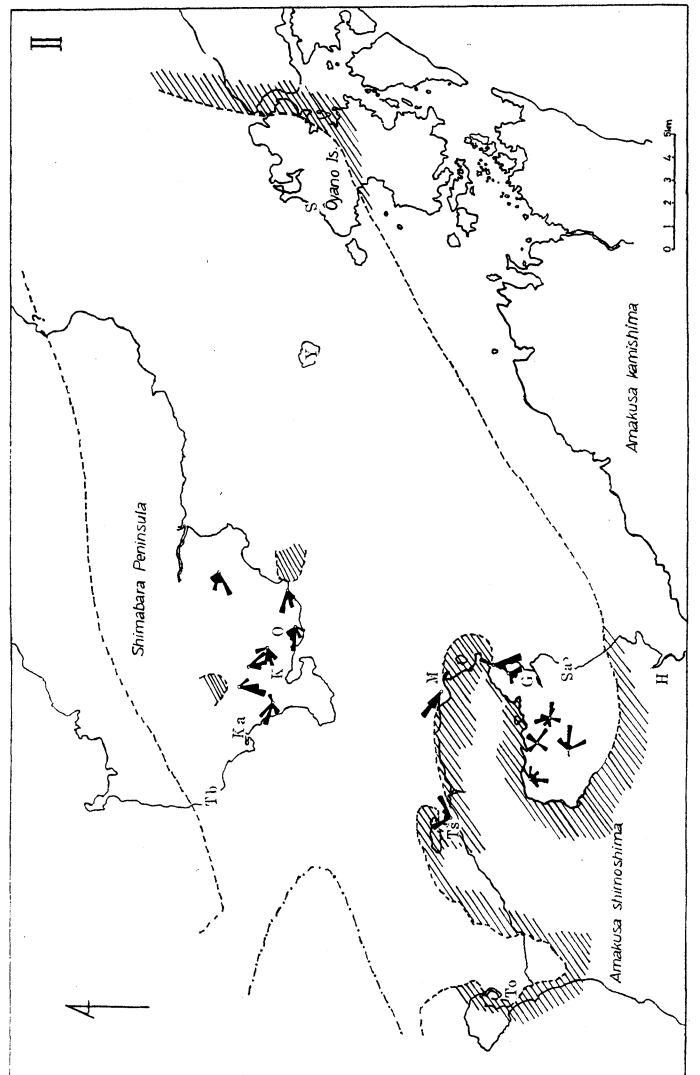 II
Shimabara Peninsula
Ōyano Is.
S
?
Y
Tb
Ka
K
O
M
G
Sa
H
Ts
To
Amakusa kamishima
Amakusa shimoshima
0 1 2 3 4 5km